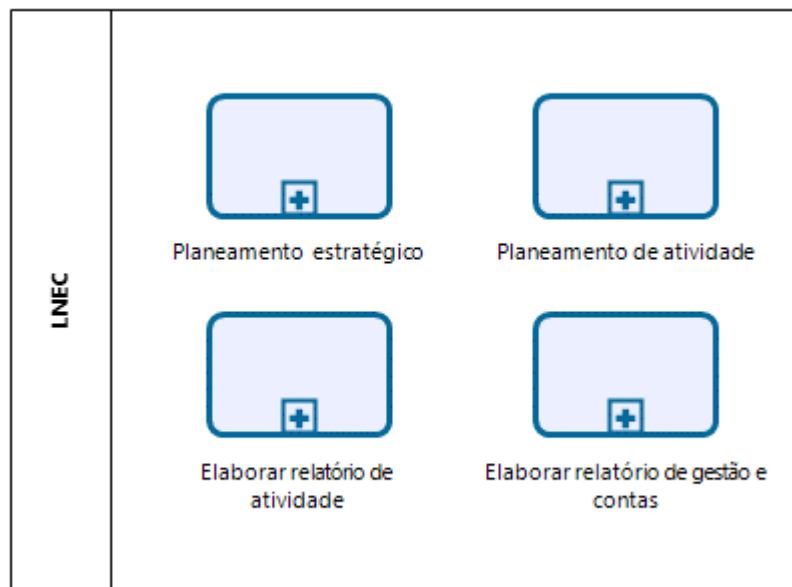 LNEC
Planeamento estratégico
Planeamento de atividade
Elaborar relatório de
atividade
Elaborar relatório de gestão e
contas